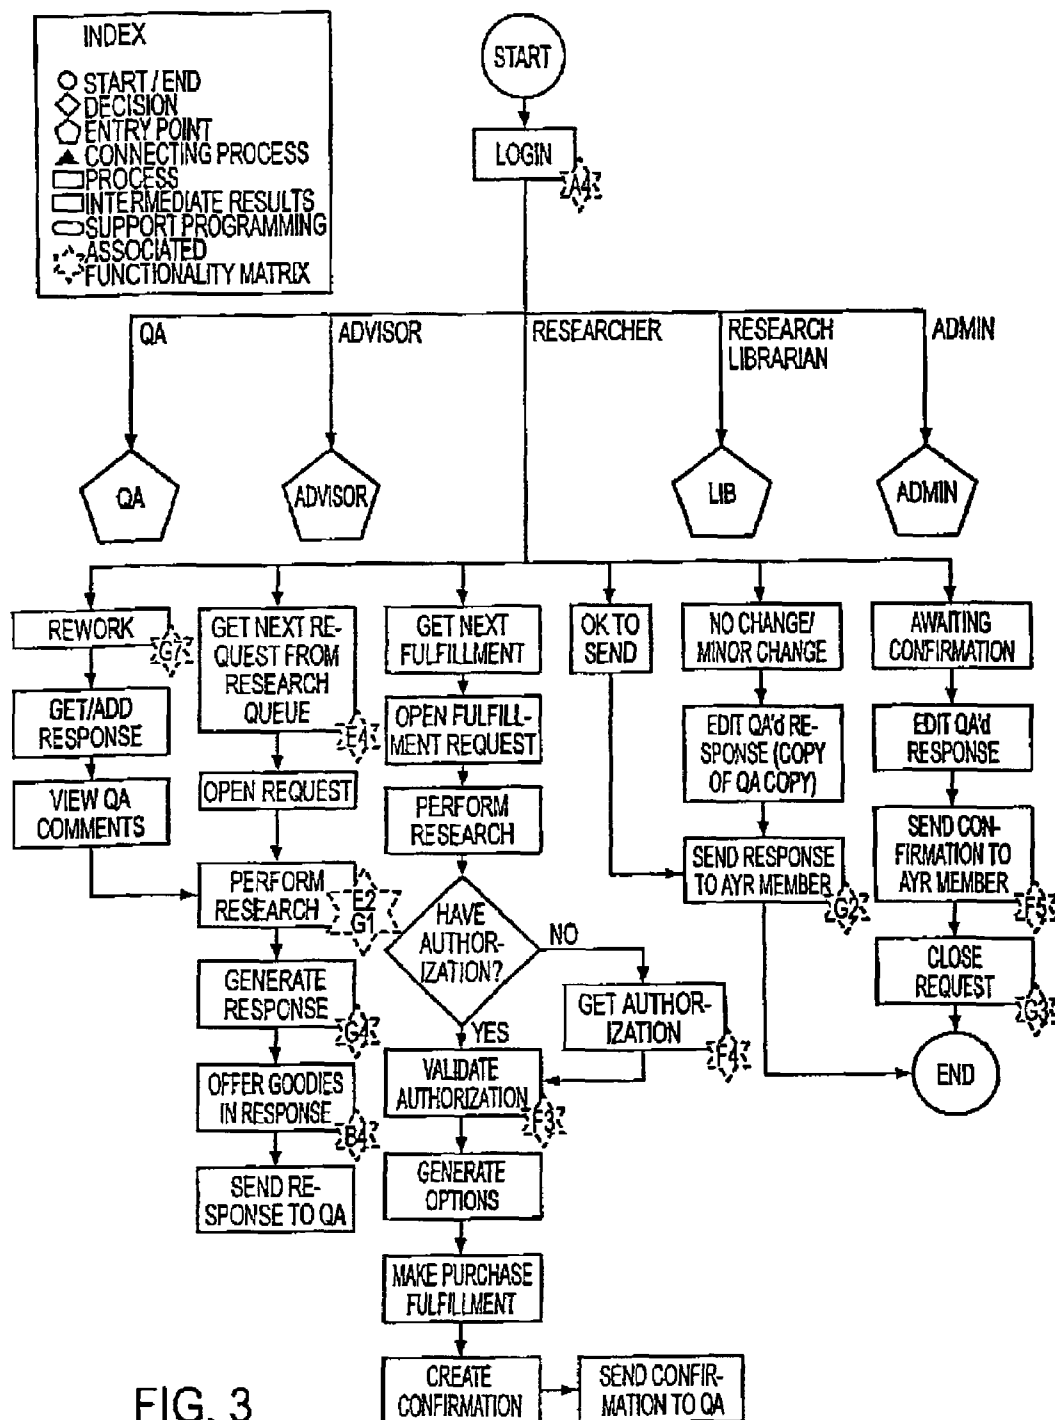 INDEX
START / END
DECISION
ENTRY POINT
CONNECTING PROCESS
PROCESS
INTERMEDIATE RESULTS
SUPPORT PROGRAMMING
ASSOCIATED
FUNCTIONALITY MATRIX
START
LOGIN
A4
QA
ADVISOR
RESEARCHER
RESEARCH
LIBRARIAN
ADMIN
QA
ADVISOR
LIB
ADMIN
REWORK
G7
GET/ADD
RESPONSE
VIEW QA
COMMENTS
GET NEXT RE-
QUEST FROM
RESEARCH
QUEUE
E4
OPEN REQUEST
PERFORM
RESEARCH
E2
G1
GENERATE
RESPONSE
G4
OFFER GOODIES
IN RESPONSE
B4
SEND RE-
SPONSE TO QA
GET NEXT
FULFILLMENT
OPEN FULFILL-
MENT REQUEST
PERFORM
RESEARCH
HAVE
AUTHOR-
IZATION?
NO
YES
GET AUTHOR-
IZATION
F4
VALIDATE
AUTHORIZATION
F3
GENERATE
OPTIONS
MAKE PURCHASE
FULFILLMENT
CREATE
CONFIRMATION
SEND CONFIR-
MATION TO QA
OK TO
SEND
NO CHANGE/
MINOR CHANGE
EDIT QA'd RE-
SPONSE (COPY
OF QA COPY)
SEND RESPONSE
TO AYR MEMBER
G2
AWAITING
CONFIRMATION
EDIT QA'd
RESPONSE
SEND CON-
FIRMATION TO
AYR MEMBER
F5
CLOSE
REQUEST
G3
END
FIG. 3